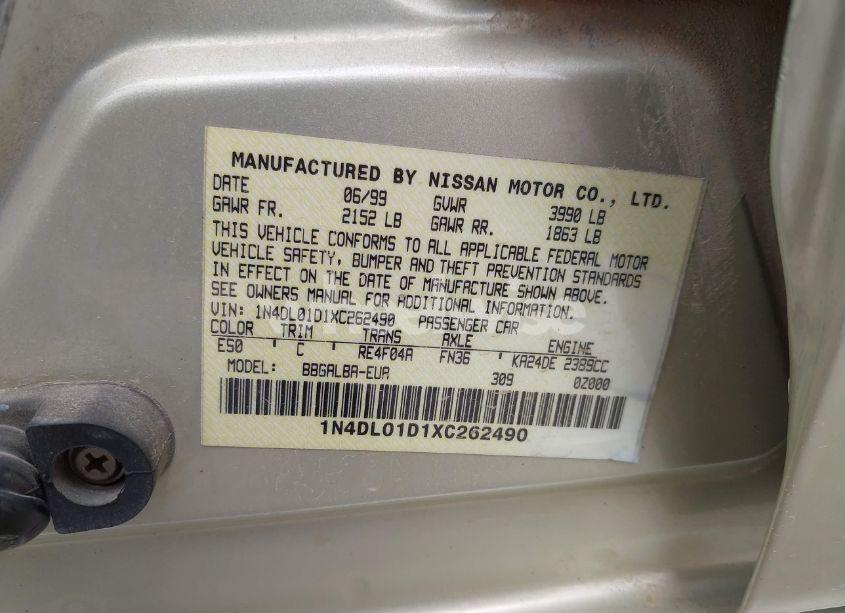 MANUFACTURED BY NISSAN MOTOR CO., LTD.
DATE 06/99 GVWR 3990 LB
GAWR FR. 2152 LB GAWR RR. 1863 LB
THIS VEHICLE CONFORMS TO ALL APPLICABLE FEDERAL MOTOR
VEHICLE SAFETY, BUMPER AND THEFT PREVENTION STANDARDS
IN EFFECT ON THE DATE OF MANUFACTURE SHOWN ABOVE.
SEE OWNERS MANUAL FOR ADDITIONAL INFORMATION.
VIN: 1N4DL01D1XC262490 PASSENGER CAR
COLOR TRIM TRANS AXLE ENGINE
ES0 ' C ' RE4F04A FN36 ' KA24DE 2389CC
MODEL: BBGALBA-EUA 309 0Z000
1N4DL01D1XC262490